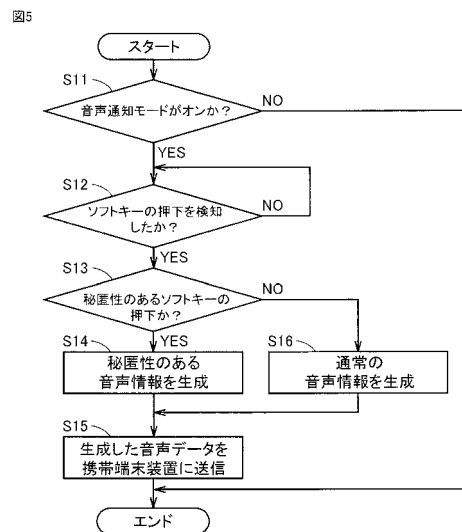 図5
スタート
S11
音声通知モードがオンか？
NO
YES
S12
ソフトキーの押下を検知
したか？
NO
YES
S13
秘匿性のあるソフトキーの
押下か？
NO
YES
S14
秘匿性のある
音声情報を生成
S16
通常の
音声情報を生成
S15
生成した音声データを
携帯端末装置に送信
エンド